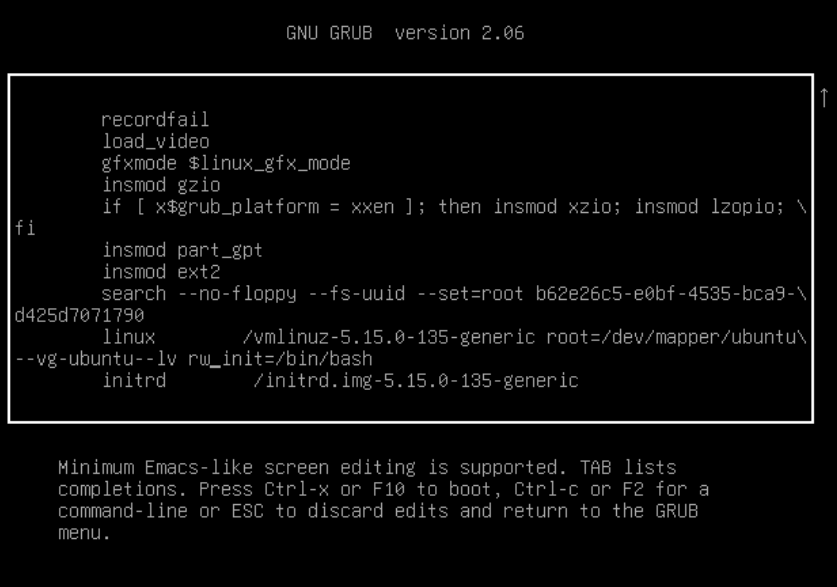 GNU GRUB  version 2.06
↑
recordfail
load_video
gfxmode $linux_gfx_mode
insmod gzio
if [ x$grub_platform = xxen ]; then insmod xzio; insmod lzopio; \
fi
insmod part_gpt
insmod ext2
search --no-floppy --fs-uuid --set=root b62e26c5-e0bf-4535-bca9-\
d425d7071790
linux        /vmlinuz-5.15.0-135-generic root=/dev/mapper/ubuntu\
--vg-ubuntu--lv rw_init=/bin/bash
initrd        /initrd.img-5.15.0-135-generic
Minimum Emacs-like screen editing is supported. TAB lists
completions. Press Ctrl-x or F10 to boot, Ctrl-c or F2 for a
command-line or ESC to discard edits and return to the GRUB
menu.